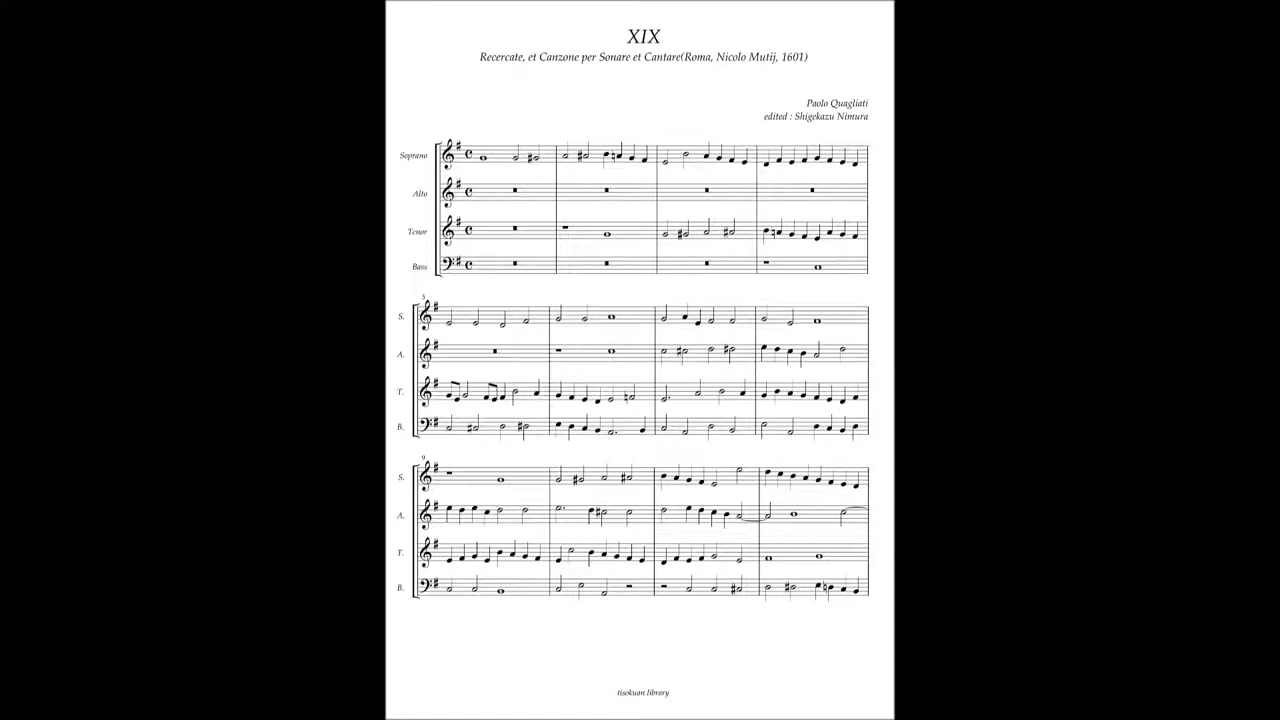 XIX
Recercate, et Canzone per Sonare et Cantare(Roma, Nicolo Mutij, 1601)
Paolo Quagliati
edited : Shigekazu Nimura
Soprano
Alto
Tenor
Bass
5
S.
A.
T.
B.
9
S.
A.
T.
B.
tisokuan library